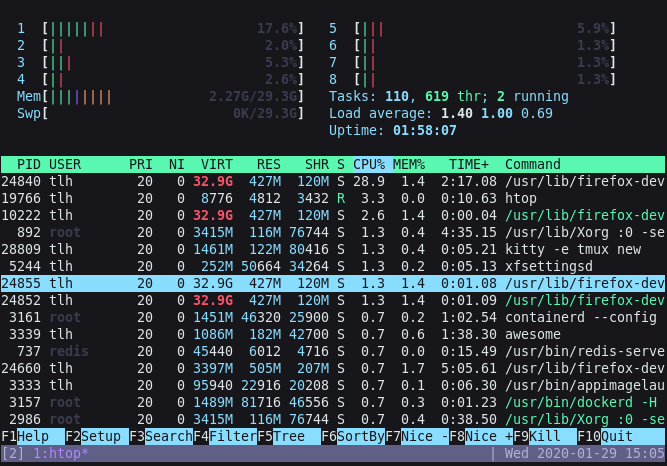 1 [||||||| 17.6%] 5 [||| 5.9%]
2 [|| 2.0%] 6 [|| 1.3%]
3 [||| 5.3%] 7 [|| 1.3%]
4 [|| 2.6%] 8 [|| 1.3%]
Mem[|||||||| 2.27G/29.3G] Tasks: 110, 619 thr; 2 running
Swp[ 0K/29.3G] Load average: 1.40 1.00 0.69
Uptime: 01:58:07
PID USER PRI NI VIRT RES SHR S CPU% MEM% TIME+ Command
24840 tlh 20 0 32.9G 427M 120M S 28.9 1.4 2:17.08 /usr/lib/firefox-dev
19766 tlh 20 0 8776 4812 3432 R 3.3 0.0 0:10.63 htop
10222 tlh 20 0 32.9G 427M 120M S 2.6 1.4 0:00.04 /usr/lib/firefox-dev
892 root 20 0 3415M 116M 76744 S 1.3 0.4 4:35.15 /usr/lib/Xorg :0 -se
28809 tlh 20 0 1461M 122M 80416 S 1.3 0.4 0:05.21 kitty -e tmux new
5244 tlh 20 0 252M 50664 34264 S 1.3 0.2 0:05.13 xfsettingsd
24855 tlh 20 0 32.9G 427M 120M S 1.3 1.4 0:01.08 /usr/lib/firefox-dev
24852 tlh 20 0 32.9G 427M 120M S 1.3 1.4 0:01.09 /usr/lib/firefox-dev
3161 root 20 0 1451M 46320 25900 S 0.7 0.2 1:02.54 containerd --config
3339 tlh 20 0 1086M 182M 42700 S 0.7 0.6 1:38.30 awesome
737 redis 20 0 45440 6012 4716 S 0.7 0.0 0:15.49 /usr/bin/redis-serve
24660 tlh 20 0 3397M 505M 207M S 0.7 1.7 5:05.61 /usr/lib/firefox-dev
3333 tlh 20 0 95940 22916 20208 S 0.7 0.1 0:06.30 /usr/bin/appimagelau
3157 root 20 0 1489M 81716 46556 S 0.7 0.3 0:01.23 /usr/bin/dockerd -H
2986 root 20 0 3415M 116M 76744 S 0.7 0.4 0:38.50 /usr/lib/Xorg :0 -se
F1Help F2Setup F3SearchF4FilterF5Tree F6SortByF7Nice -F8Nice +F9Kill F10Quit
[2] 1:htop* | Wed 2020-01-29 15:05